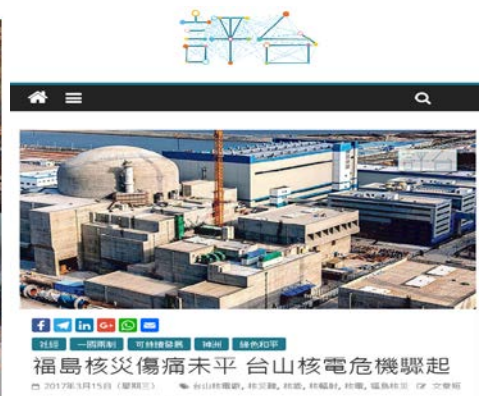 評台
社經 一國兩制 可持續發展 神州 綠色和平
福島核災傷痛未平 台山核電危機驟起
2017年3月15日 (星期三) 台山核電廠, 核災難, 核能, 核輻射, 核電, 福島核災